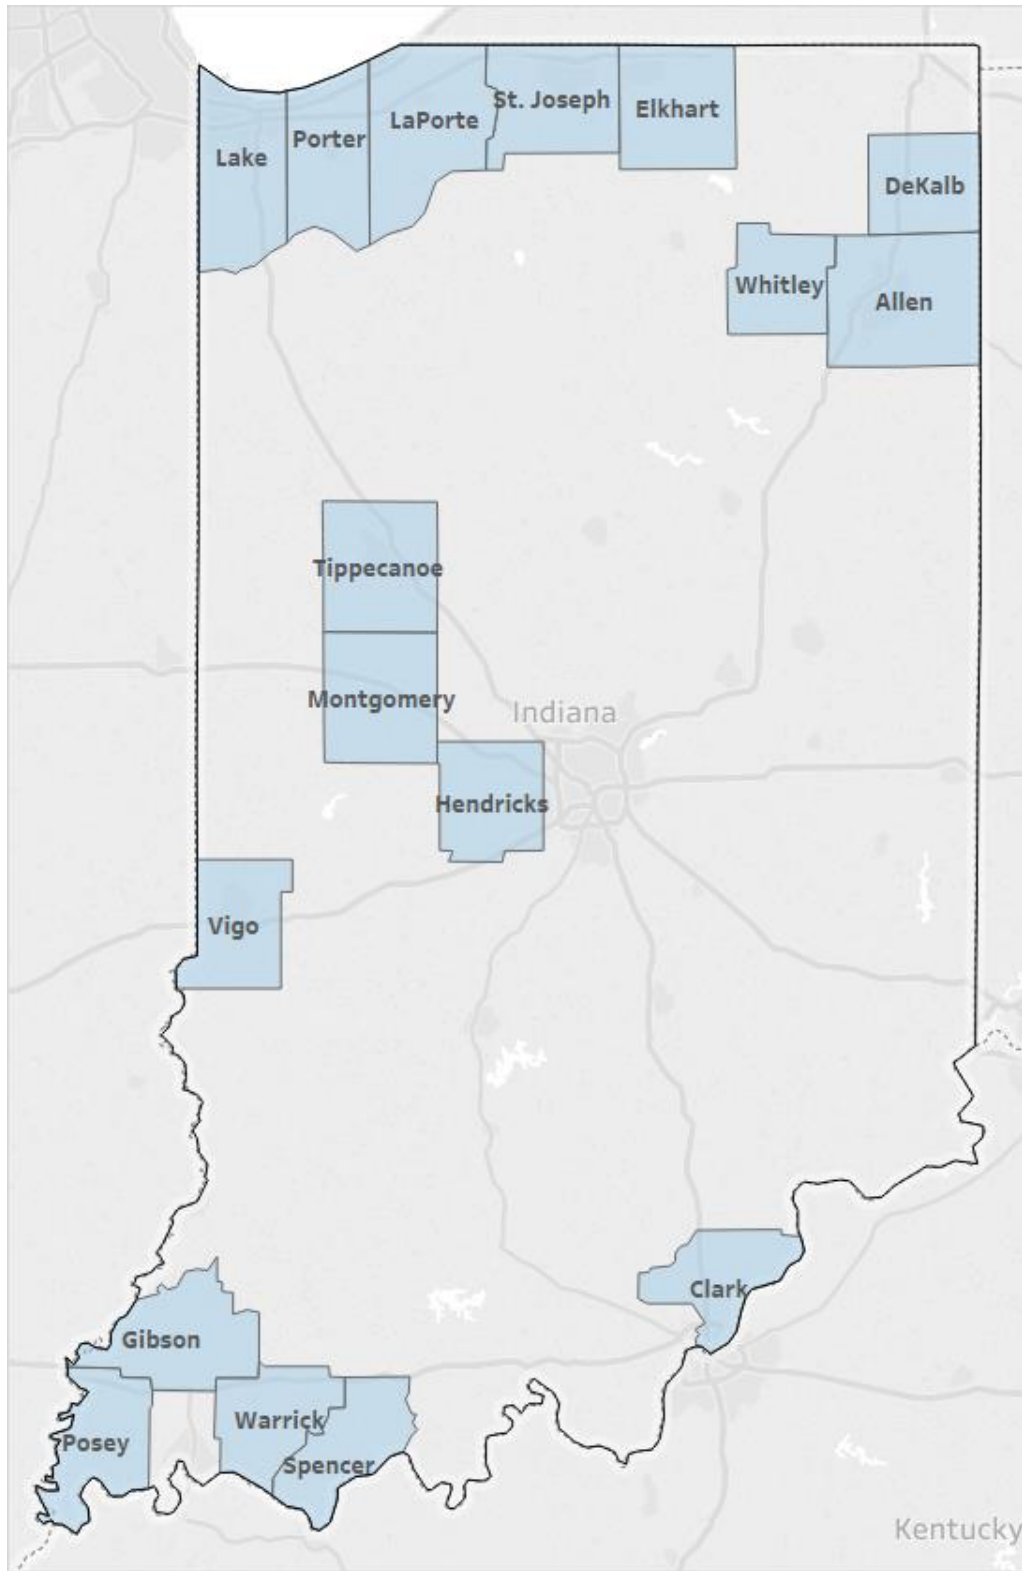 St. Joseph
Elkhart
LaPorte
Porter
Lake
DeKalb
Whitley
Allen
Tippecanoe
Montgomery
Indiana
Hendricks
Vigo
Clark
Gibson
Warrick
Posey
Spencer
Kentucky